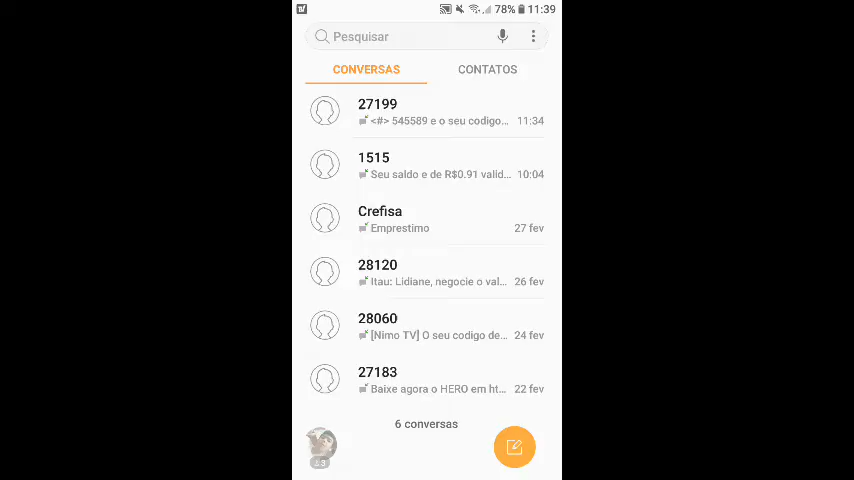 78% 11:39
Pesquisar
CONVERSAS CONTATOS
27199
<#> 545589 e o seu codigo... 11:34
1515
Seu saldo e de R$0.91 valid... 10:04
Crefisa
Emprestimo 27 fev
28120
Itau: Lidiane, negocie o val... 26 fev
28060
[Nimo TV] O seu codigo de... 24 fev
27183
Baixe agora o HERO em ht... 22 fev
6 conversas